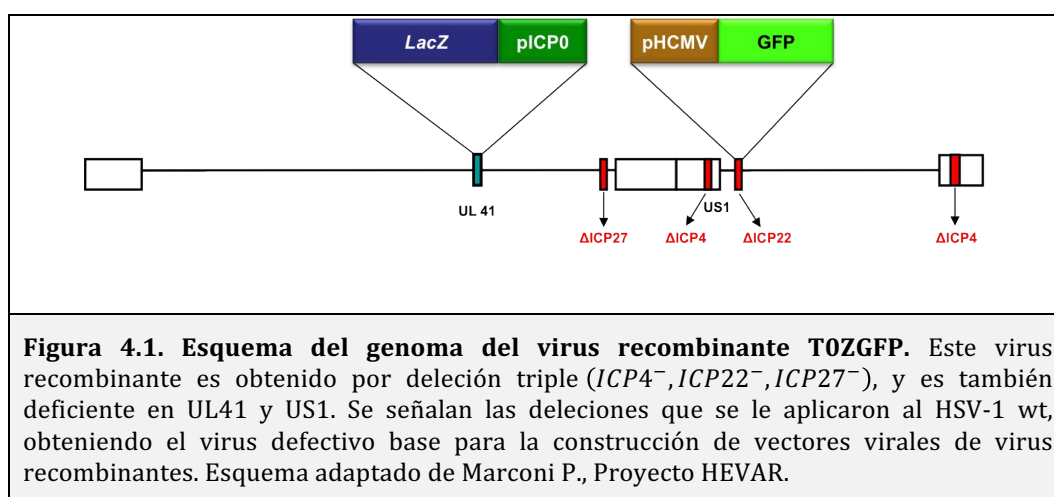 LacZ pICP0 pHCMV GFP
UL 41 US1
ΔICP27 ΔICP4 ΔICP22 ΔICP4
Figura 4.1. Esquema del genoma del virus recombinante T0ZGFP. Este virus
recombinante es obtenido por deleción triple (ICP4⁻, ICP22⁻, ICP27⁻), y es también
deficiente en UL41 y US1. Se señalan las deleciones que se le aplicaron al HSV-1 wt,
obteniendo el virus defectivo base para la construcción de vectores virales de virus
recombinantes. Esquema adaptado de Marconi P., Proyecto HEVAR.